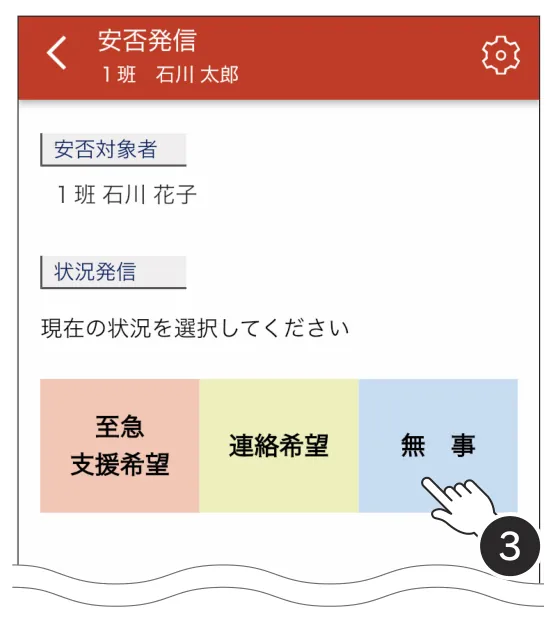 安否発信
1班　石川 太郎
安否対象者
1班 石川 花子
状況発信
現在の状況を選択してください
至急
支援希望
連絡希望
無　事
3